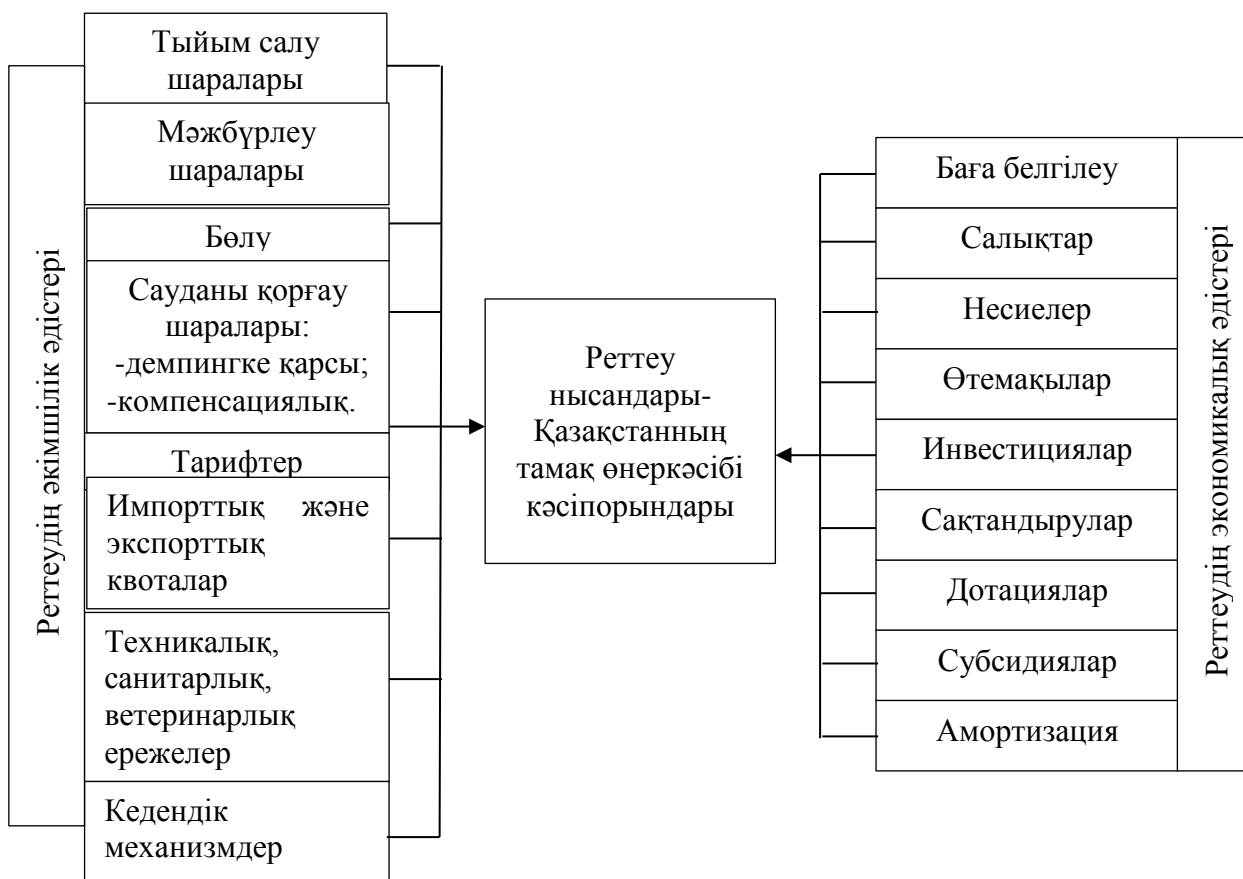 Реттеудің әкімшілік әдістері
Тыйым салу
шаралары
Мәжбүрлеу
шаралары
Бөлу
Сауданы қорғау
шаралары:
-демпингке қарсы;
-компенсациялық.
Тарифтер
Импорттық және
экспорттық
квоталар
Техникалық,
санитарлық,
ветеринарлық
ережелер
Кедендік
механизмдер
Реттеу
нысандары-
Қазақстанның
тамақ өнеркәсібі
кәсіпорындары
Баға белгілеу
Салықтар
Несиелер
Өтемақылар
Инвестициялар
Сақтандырулар
Дотациялар
Субсидиялар
Амортизация
Реттеудің экономикалық әдістері